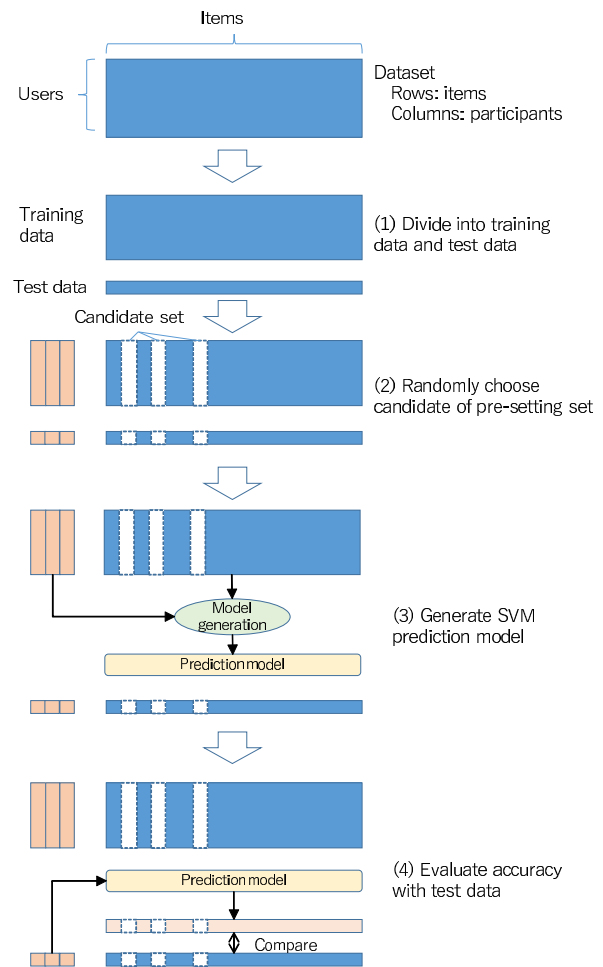 Items
Users
Dataset
Rows: items
Columns: participants
Training
data
(1) Divide into training
data and test data
Test data
Candidate set
(2) Randomly choose
candidate of pre-setting set
Model
generation
(3) Generate SVM
prediction model
Prediction model
Prediction model
(4) Evaluate accuracy
with test data
Compare